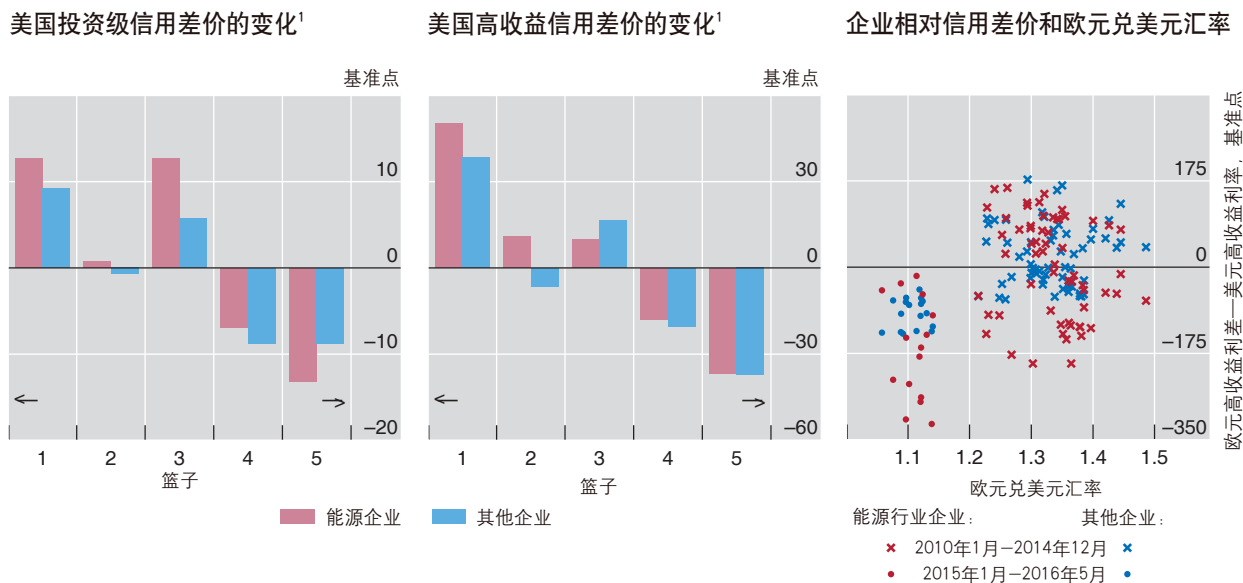 美国投资级信用差价的变化1
基准点
10
0
–10
–20
1 2 3 4 5
篮子
美国高收益信用差价的变化1
基准点
30
0
–30
–60
1 2 3 4 5
篮子
能源企业 其他企业
企业相对信用差价和欧元兑美元汇率
175
0
–175
–350
欧元高收益利差—美元高收益利率，基准点
1.1 1.2 1.3 1.4 1.5
欧元兑美元汇率
能源行业企业： 其他企业：
2010年1月–2014年12月
2015年1月–2016年5月